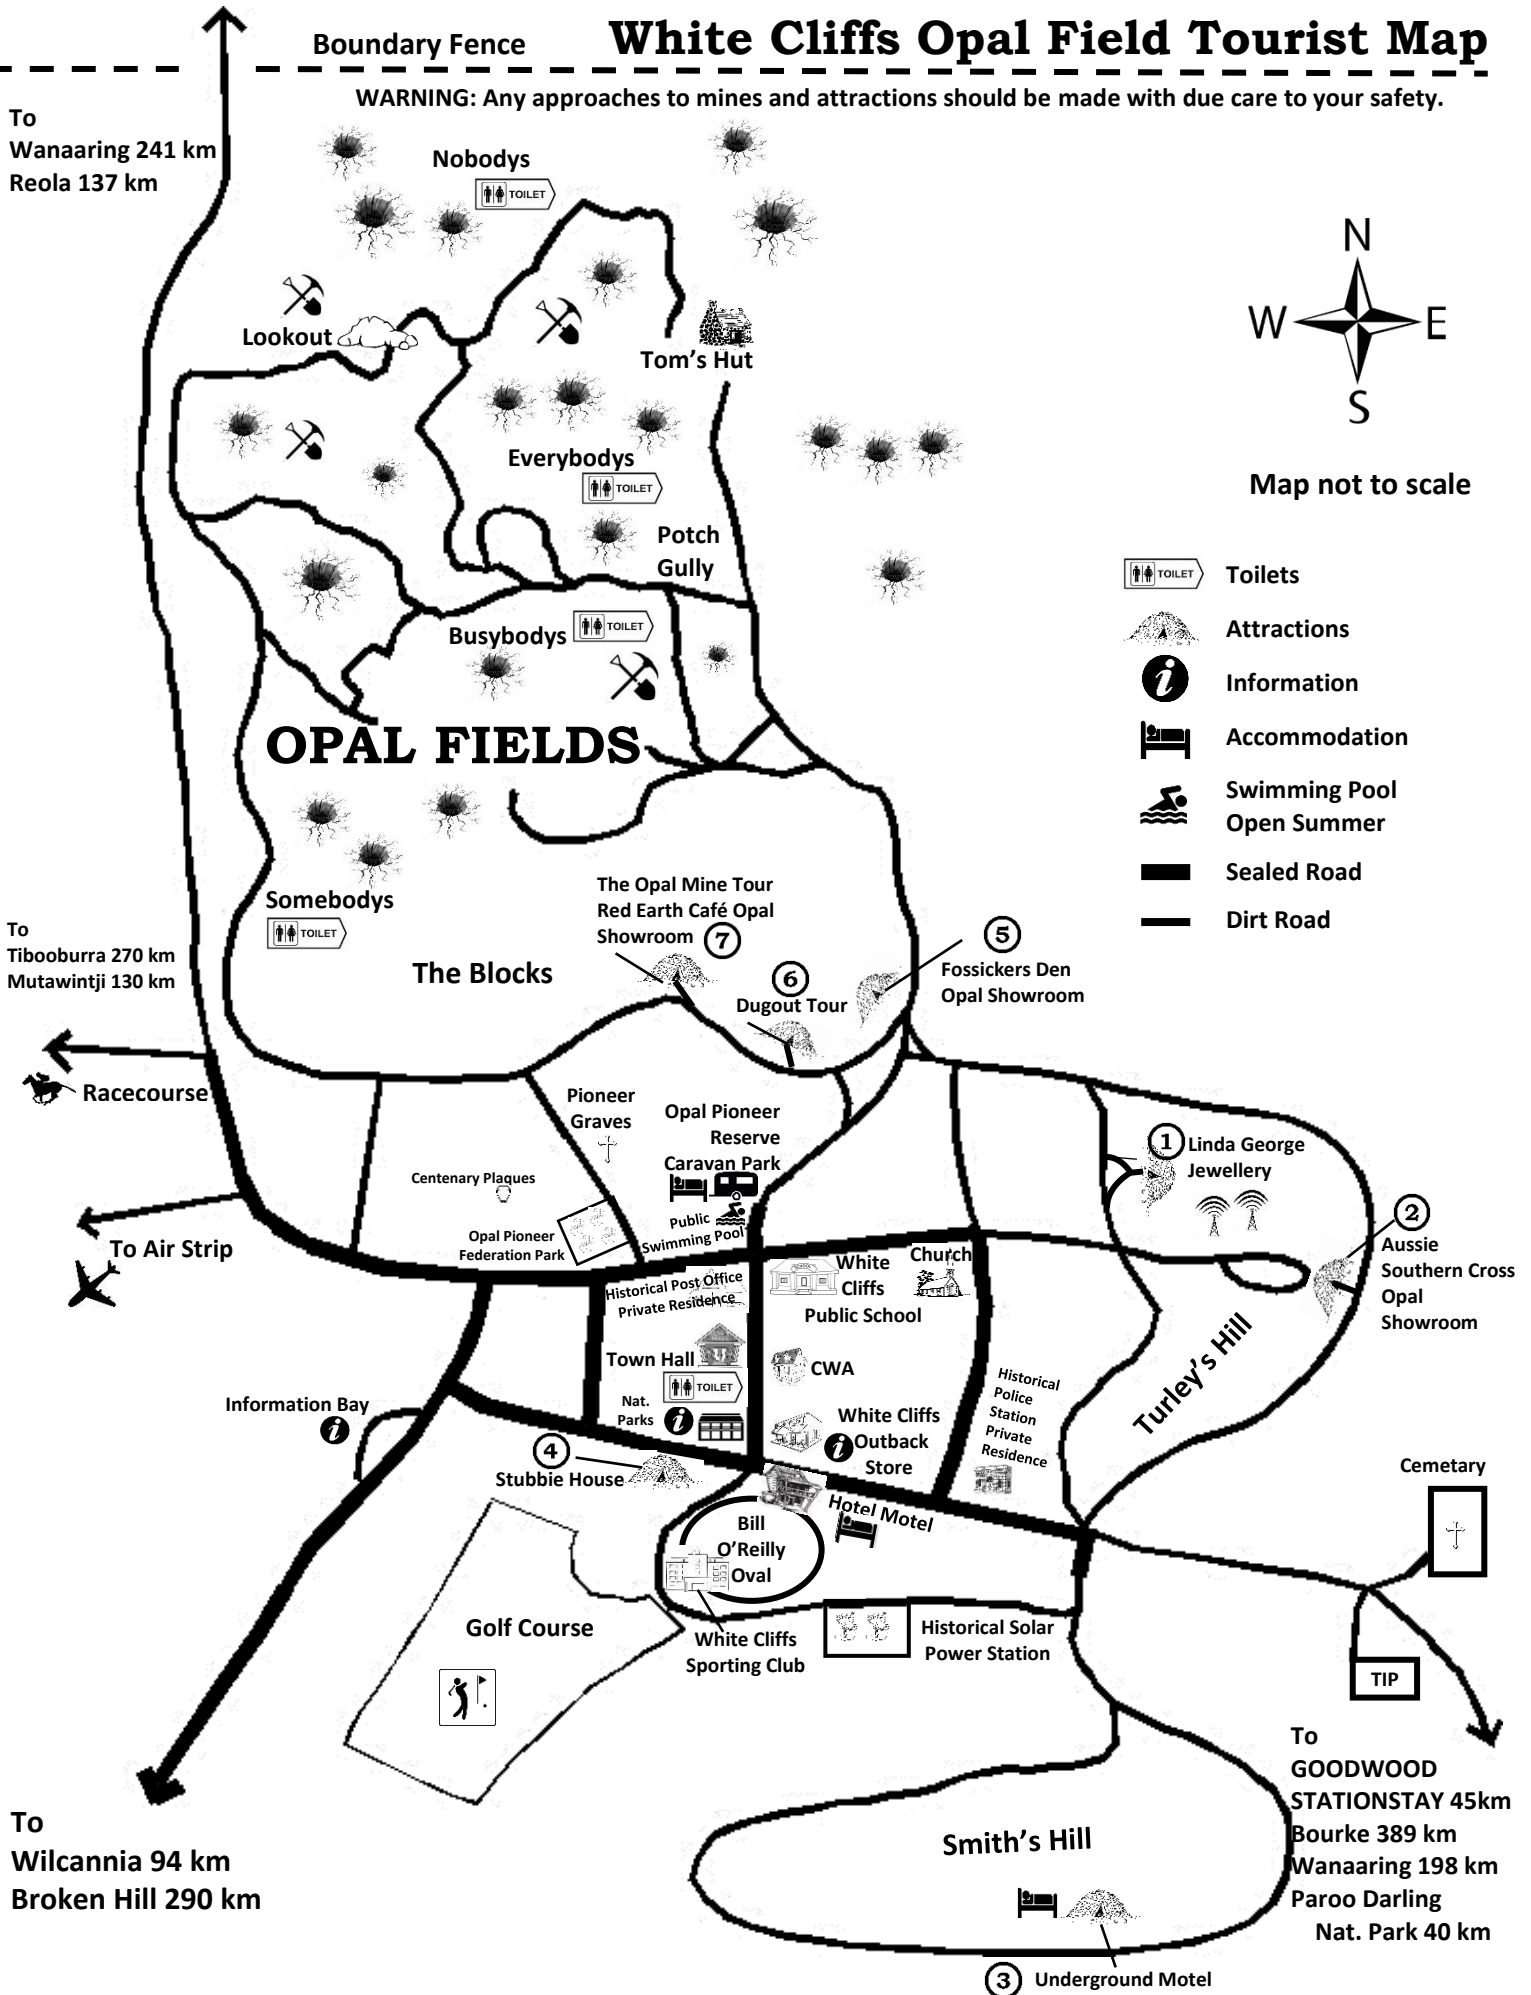 White Cliffs Opal Field Tourist Map
Boundary Fence
WARNING: Any approaches to mines and attractions should be made with due care to your safety.
To
Wanaaring 241 km
Reola 137 km
Nobodys
TOILET
N
W
E
S
Lookout
Tom's Hut
Map not to scale
Everybodys
TOILET
Potch
Gully
Busybodys
TOILET
OPAL FIELDS
TOILET
Toilets
Attractions
i
Information
Accommodation
Swimming Pool
Open Summer
Sealed Road
Dirt Road
Somebodys
TOILET
To
Tibooburra 270 km
Mutawintji 130 km
The Blocks
The Opal Mine Tour
Red Earth Café Opal
Showroom
7
6
Dugout Tour
5
Fossickers Den
Opal Showroom
Racecourse
Pioneer
Graves
Opal Pioneer
Reserve
Caravan Park
1
Linda George
Jewellery
Centenary Plaques
Opal Pioneer
Federation Park
Public
Swimming Pool
2
Aussie
Southern Cross
Opal
Showroom
To Air Strip
Historical Post Office
Private Residence
White
Cliffs
Public School
Church
Town Hall
TOILET
Nat.
Parks
i
CWA
Historical
Police
Station
Private
Residence
Turley's Hill
Information Bay
i
White Cliffs
Outback
Store
i
4
Stubbie House
Hotel Motel
Bill
O'Reilly
Oval
Cemetary
Golf Course
White Cliffs
Sporting Club
Historical Solar
Power Station
TIP
To
GOODWOOD
STATIONSTAY 45km
Bourke 389 km
Wanaaring 198 km
Paroo Darling
Nat. Park 40 km
To
Wilcannia 94 km
Broken Hill 290 km
Smith's Hill
3
Underground Motel